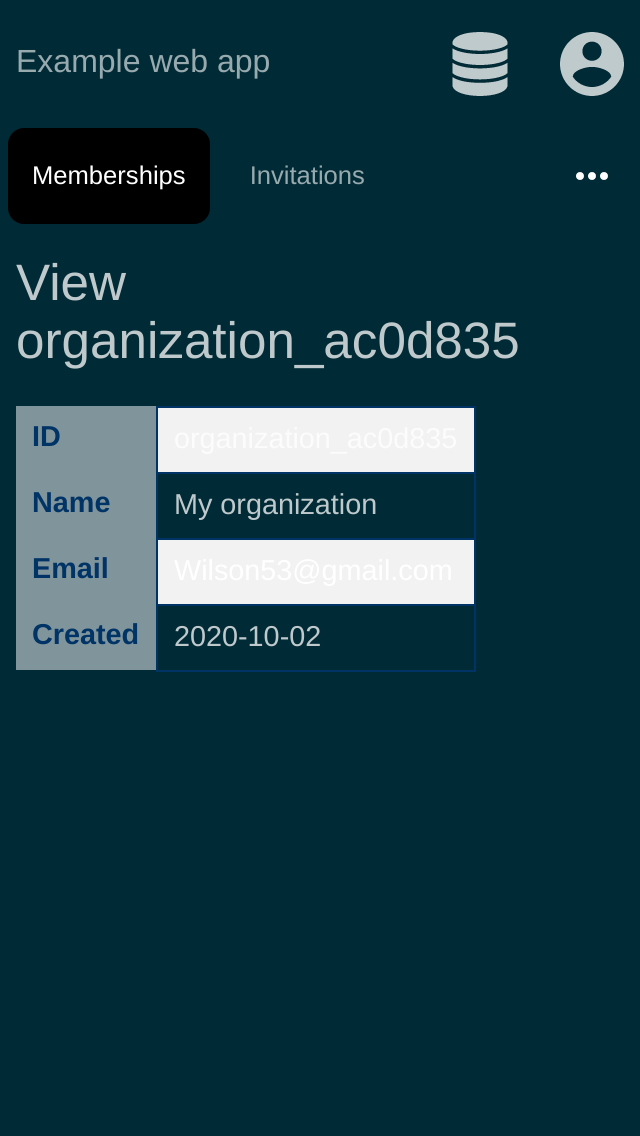 Example web app
Memberships
Invitations
View
organization_ac0d835
ID
organization_ac0d835
Name
My organization
Email
Wilson53@gmail.com
Created
2020-10-02